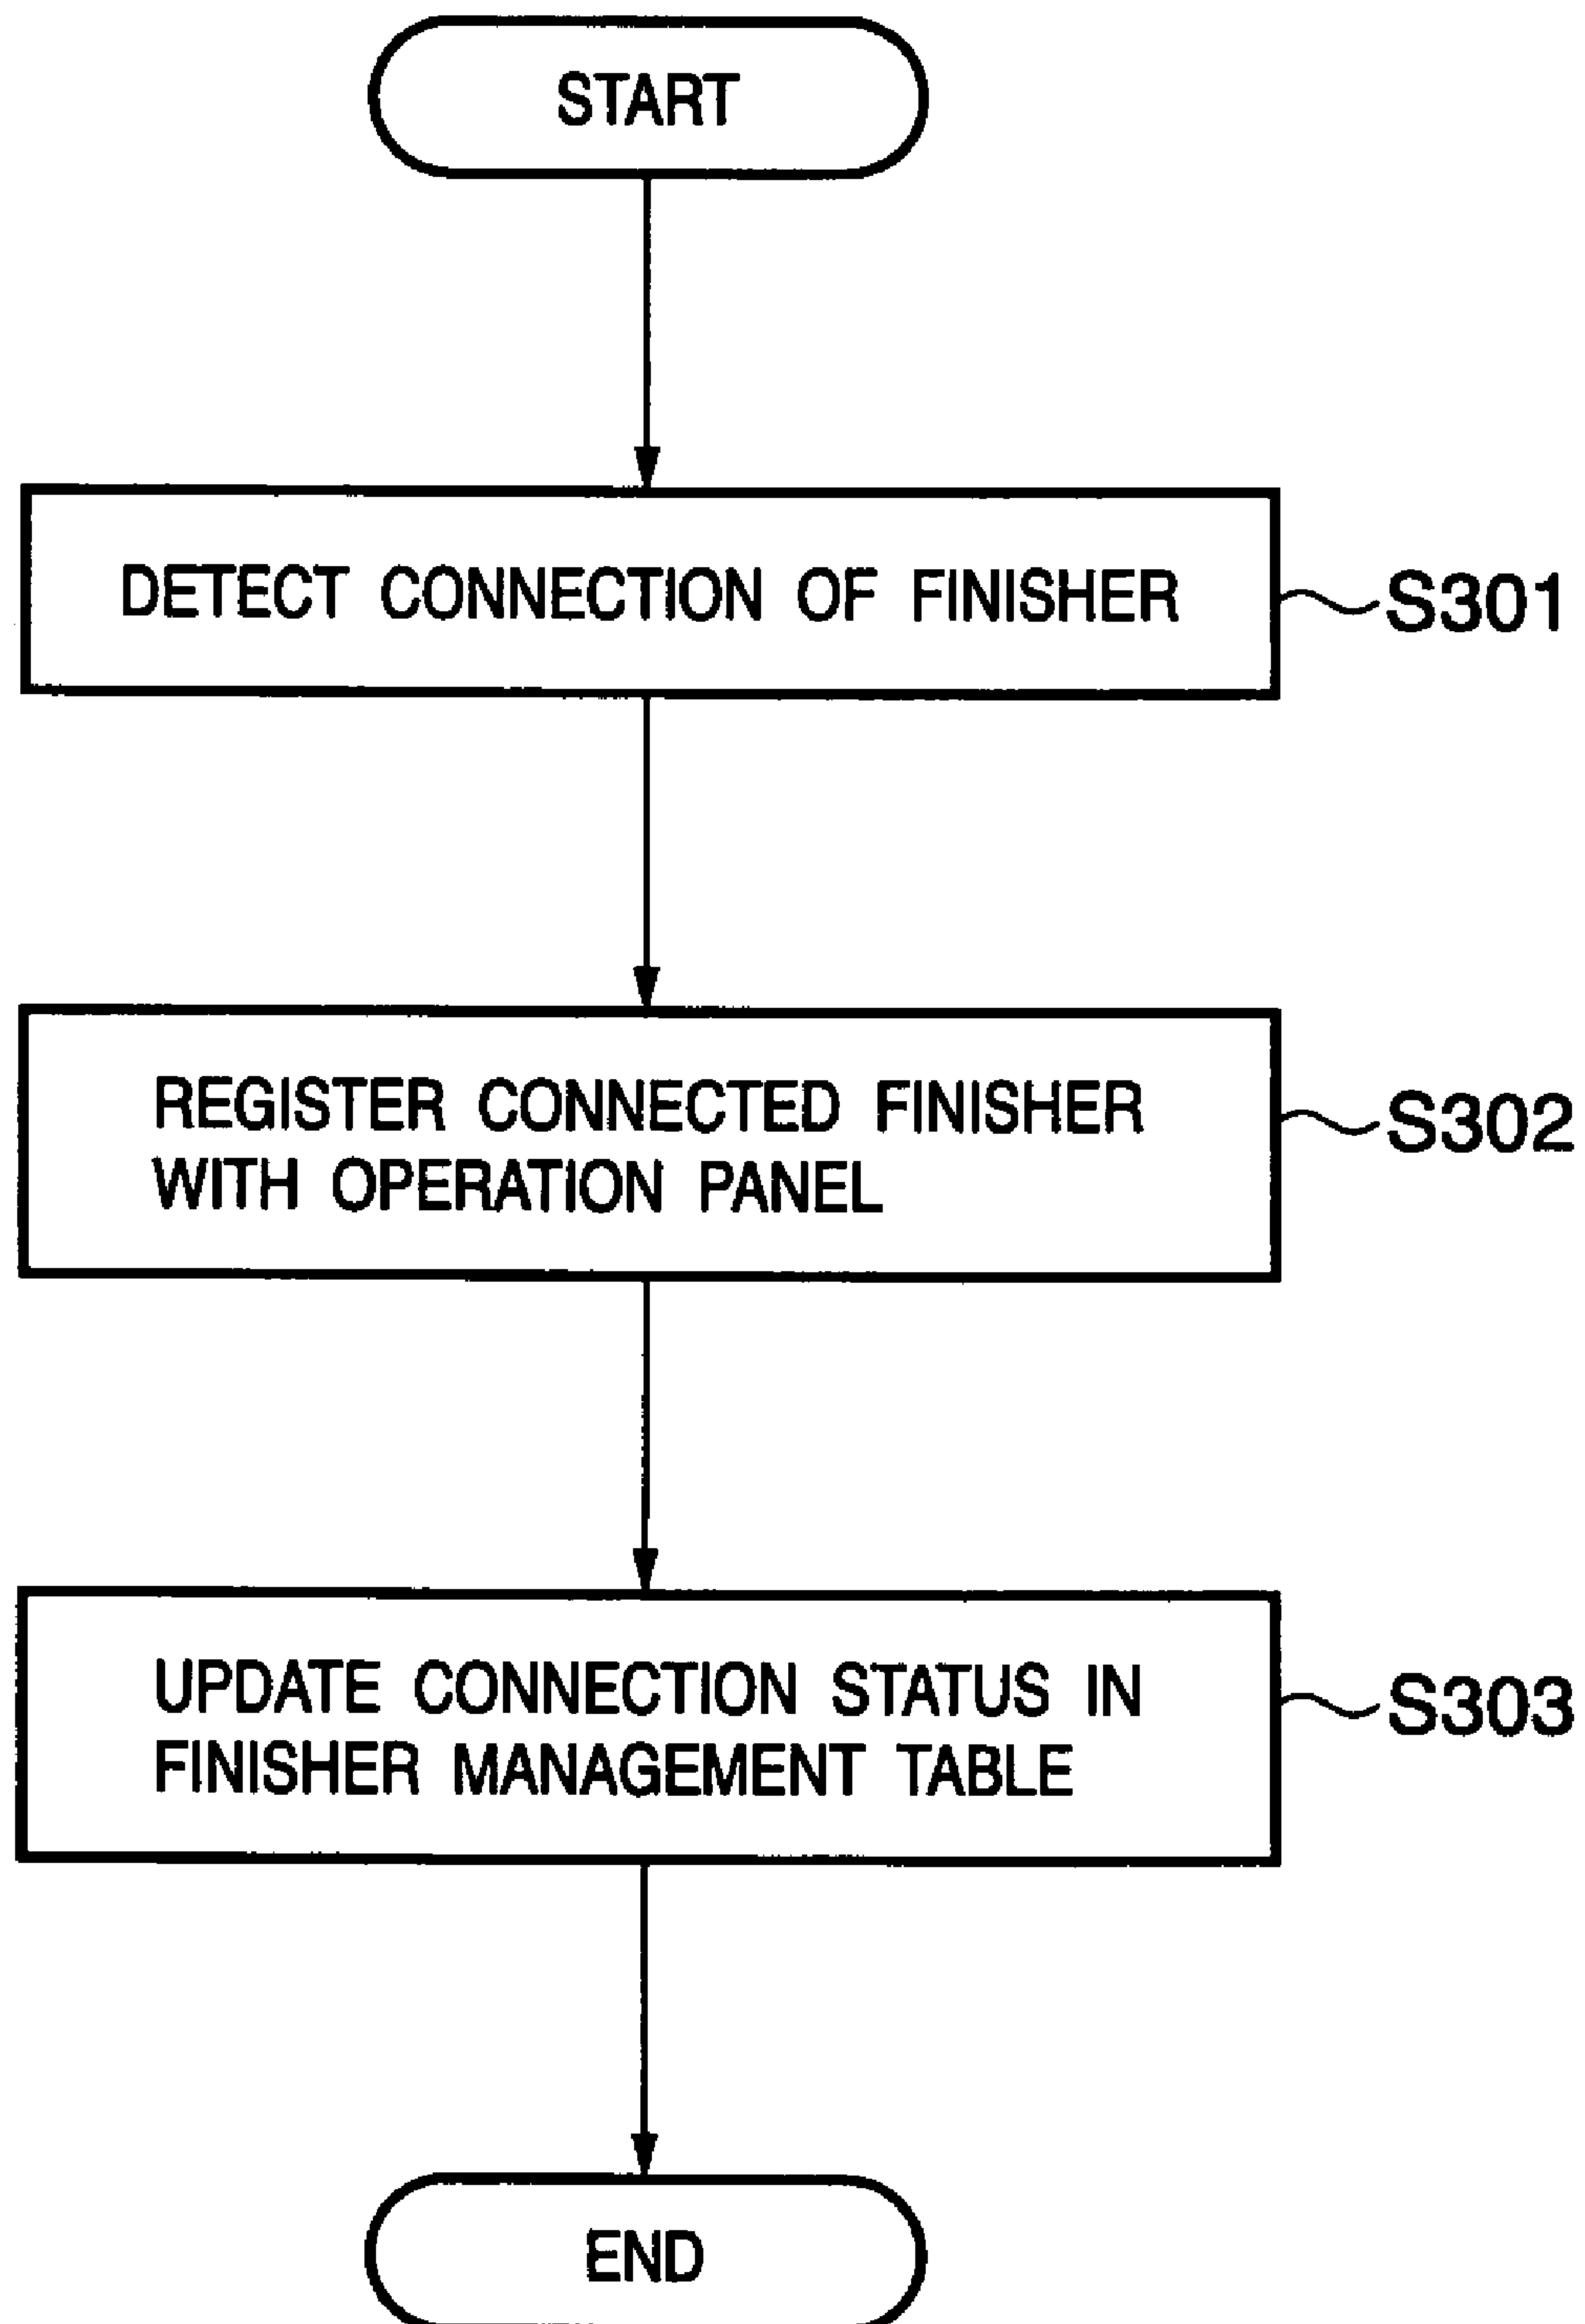 START
DETECT CONNECTION OF FINISHER
S301
REGISTER CONNECTED FINISHER
WITH OPERATION PANEL
S302
UPDATE CONNECTION STATUS IN
FINISHER MANAGEMENT TABLE
S303
END